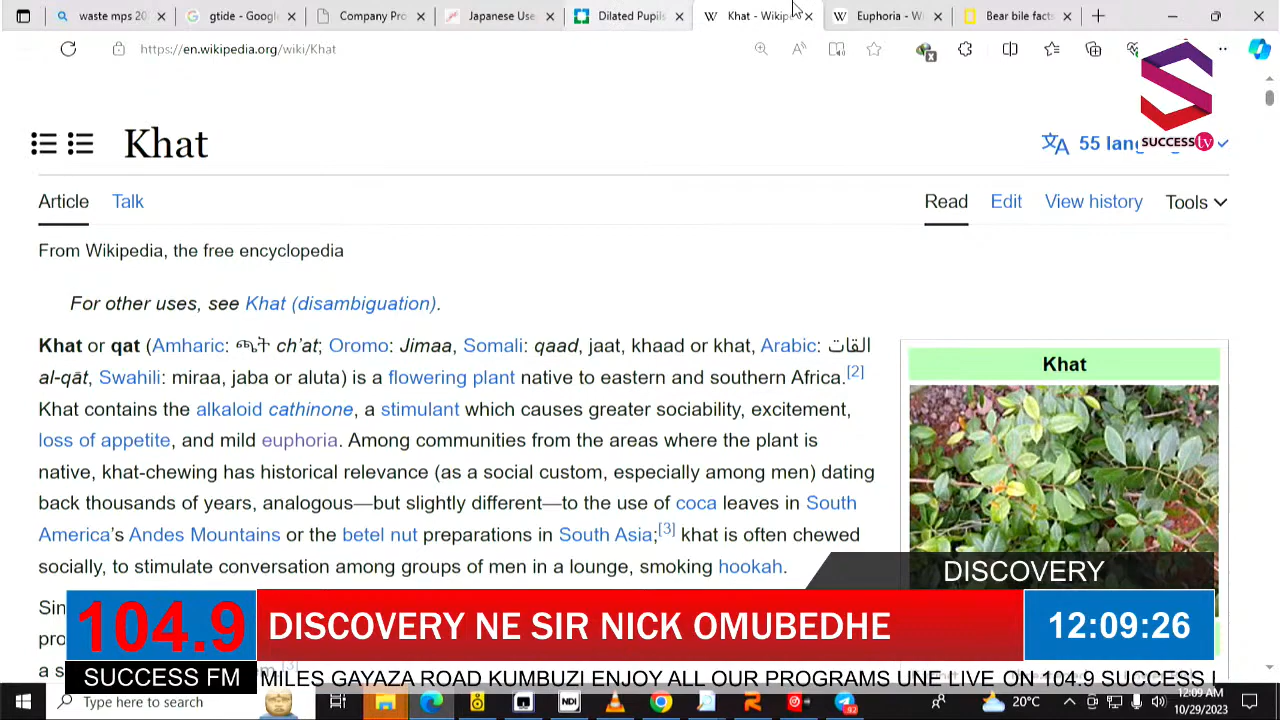 waste mps 20
gtide - Googl
Company Pro
Japanese Use
Dilated Pupils
Khat - Wikip
Euphoria - W
Bear bile facts
https://en.wikipedia.org/wiki/Khat
SUCCESS tv
Khat
55 lang
Article Talk Read Edit View history Tools
From Wikipedia, the free encyclopedia
For other uses, see Khat (disambiguation).
Khat or qat (Amharic: ጫት ch’at; Oromo: Jimaa, Somali: qaad, jaat, khaad or khat, Arabic: القات
al-qāt, Swahili: miraa, jaba or aluta) is a flowering plant native to eastern and southern Africa.[2]
Khat contains the alkaloid cathinone, a stimulant which causes greater sociability, excitement,
loss of appetite, and mild euphoria. Among communities from the areas where the plant is
native, khat-chewing has historical relevance (as a social custom, especially among men) dating
back thousands of years, analogous—but slightly different—to the use of coca leaves in South
America’s Andes Mountains or the betel nut preparations in South Asia;[3] khat is often chewed
socially, to stimulate conversation among groups of men in a lounge, smoking hookah.
Khat
DISCOVERY
104.9
DISCOVERY NE SIR NICK OMUBEDHE
12:09:26
SUCCESS FM
MILES GAYAZA ROAD KUMBUZI ENJOY ALL OUR PROGRAMS UNE LIVE ON 104.9 SUCCESS
Type here to search
NDI
92
20°C
12:09 AM
10/29/2023